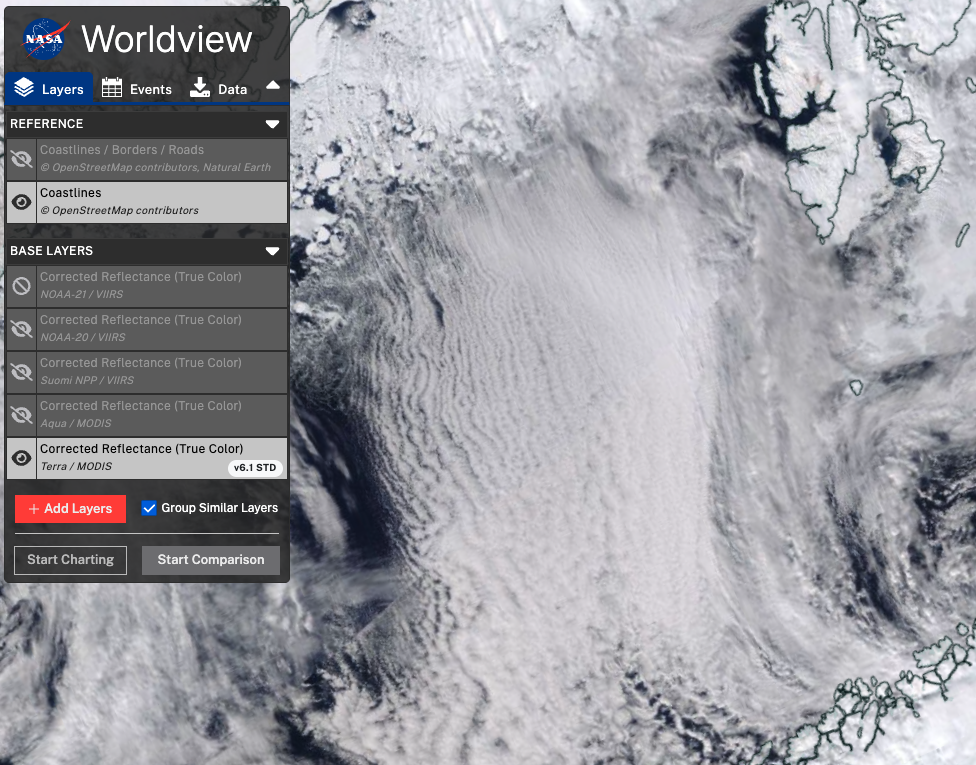 NASA
Worldview
Layers
Events
Data
REFERENCE
Coastlines / Borders / Roads
© OpenStreetMap contributors, Natural Earth
Coastlines
© OpenStreetMap contributors
BASE LAYERS
Corrected Reflectance (True Color)
NOAA-21 / VIIRS
Corrected Reflectance (True Color)
NOAA-20 / VIIRS
Corrected Reflectance (True Color)
Suomi NPP / VIIRS
Corrected Reflectance (True Color)
Aqua / MODIS
Corrected Reflectance (True Color)
Terra / MODIS
v6.1 STD
+ Add Layers
Group Similar Layers
Start Charting
Start Comparison